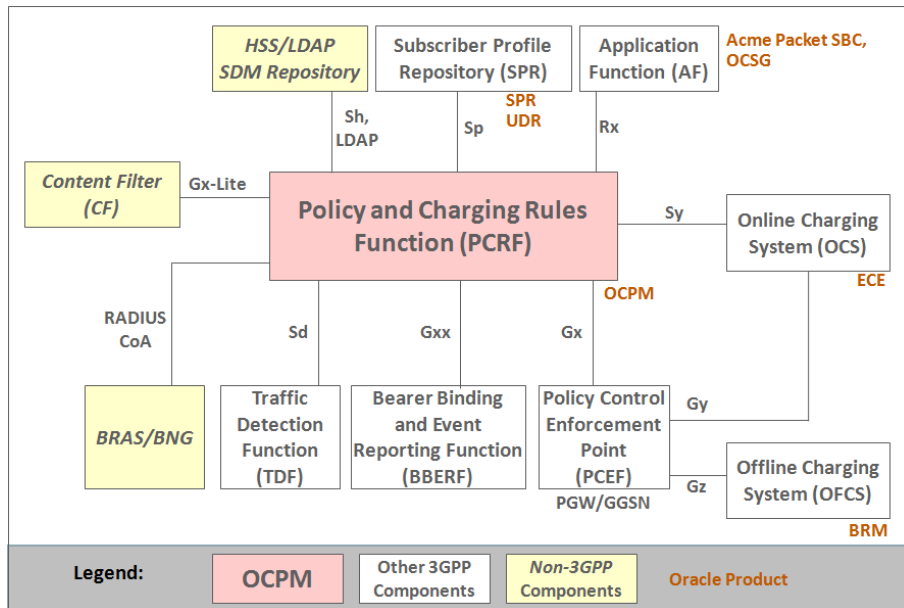 HSS/LDAP
SDM Repository
Subscriber Profile
Repository (SPR)
Application
Function (AF)
Acme Packet SBC,
OCSG
SPR
UDR
Sh,
LDAP
Sp
Rx
Content Filter
(CF)
Gx-Lite
Policy and Charging Rules
Function (PCRF)
Sy
Online Charging
System (OCS)
ECE
OCPM
RADIUS
CoA
Sd
Gxx
Gx
BRAS/BNG
Traffic
Detection
Function
(TDF)
Bearer Binding
and Event
Reporting Function
(BBERF)
Policy Control
Enforcement
Point
(PCEF)
PGW/GGSN
Gy
Gz
Offline Charging
System (OFCS)
BRM
Legend:
OCPM
Other 3GPP
Components
Non-3GPP
Components
Oracle Product